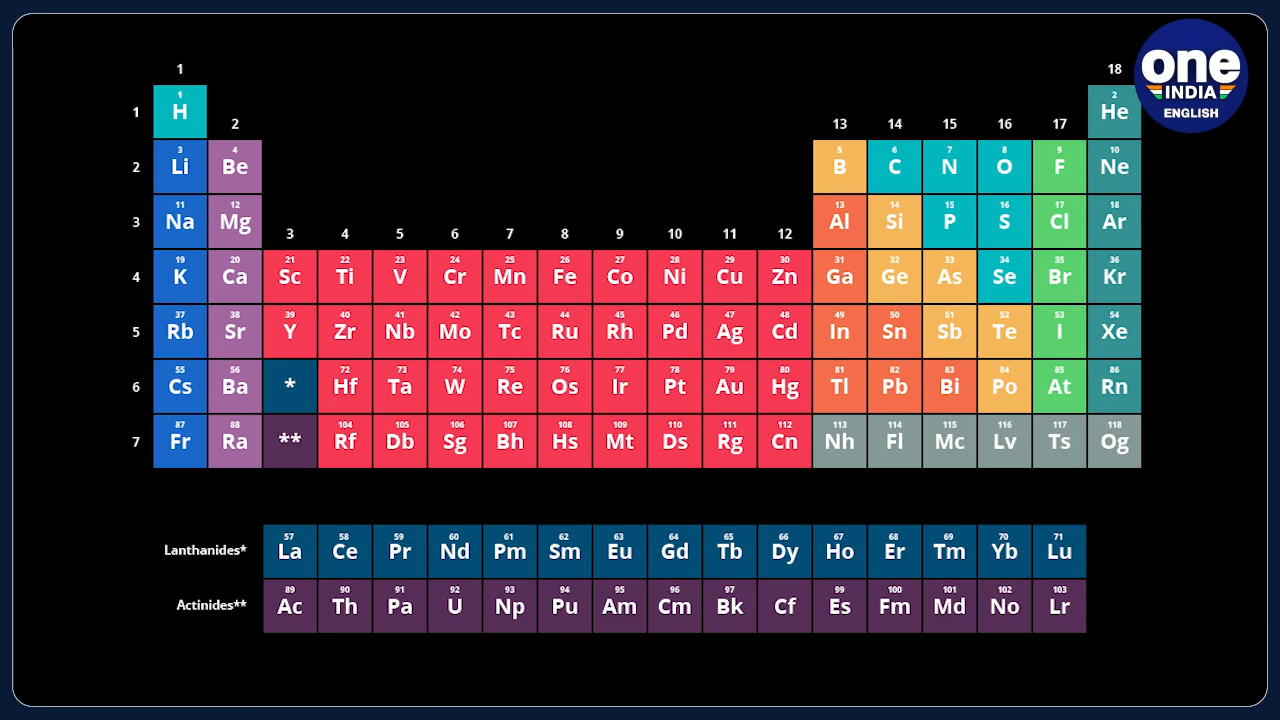 one
INDIA
ENGLISH
1 18
1 2
1 H He
2 13 14 15 16 17
3 4 5 6 7 8 9 10
2 Li Be B C N O F Ne
11 12 13 14 15 16 17 18
3 Na Mg Al Si P S Cl Ar
3 4 5 6 7 8 9 10 11 12
19 20 21 22 23 24 25 26 27 28 29 30 31 32 33 34 35 36
4 K Ca Sc Ti V Cr Mn Fe Co Ni Cu Zn Ga Ge As Se Br Kr
37 38 39 40 41 42 43 44 45 46 47 48 49 50 51 52 53 54
5 Rb Sr Y Zr Nb Mo Tc Ru Rh Pd Ag Cd In Sn Sb Te I Xe
55 56 72 73 74 75 76 77 78 79 80 81 82 83 84 85 86
6 Cs Ba * Hf Ta W Re Os Ir Pt Au Hg Tl Pb Bi Po At Rn
87 88 104 105 106 107 108 109 110 111 112 113 114 115 116 117 118
7 Fr Ra ** Rf Db Sg Bh Hs Mt Ds Rg Cn Nh Fl Mc Lv Ts Og
57 58 59 60 61 62 63 64 65 66 67 68 69 70 71
Lanthanides* La Ce Pr Nd Pm Sm Eu Gd Tb Dy Ho Er Tm Yb Lu
89 90 91 92 93 94 95 96 97 99 100 101 102 103
Actinides** Ac Th Pa U Np Pu Am Cm Bk Cf Es Fm Md No Lr